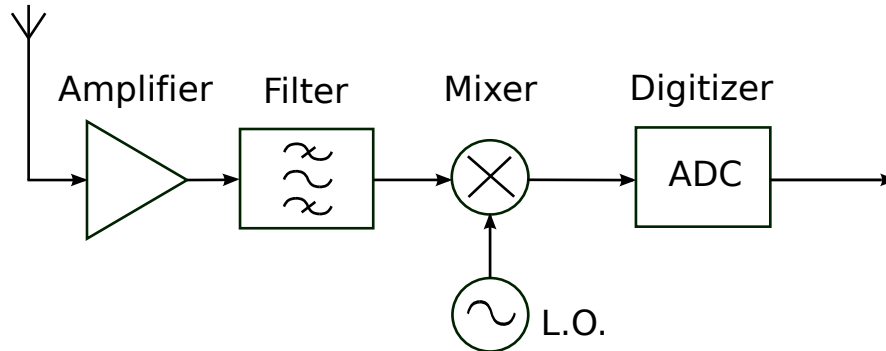 Amplifier
Filter
Mixer
Digitizer
ADC
L.O.